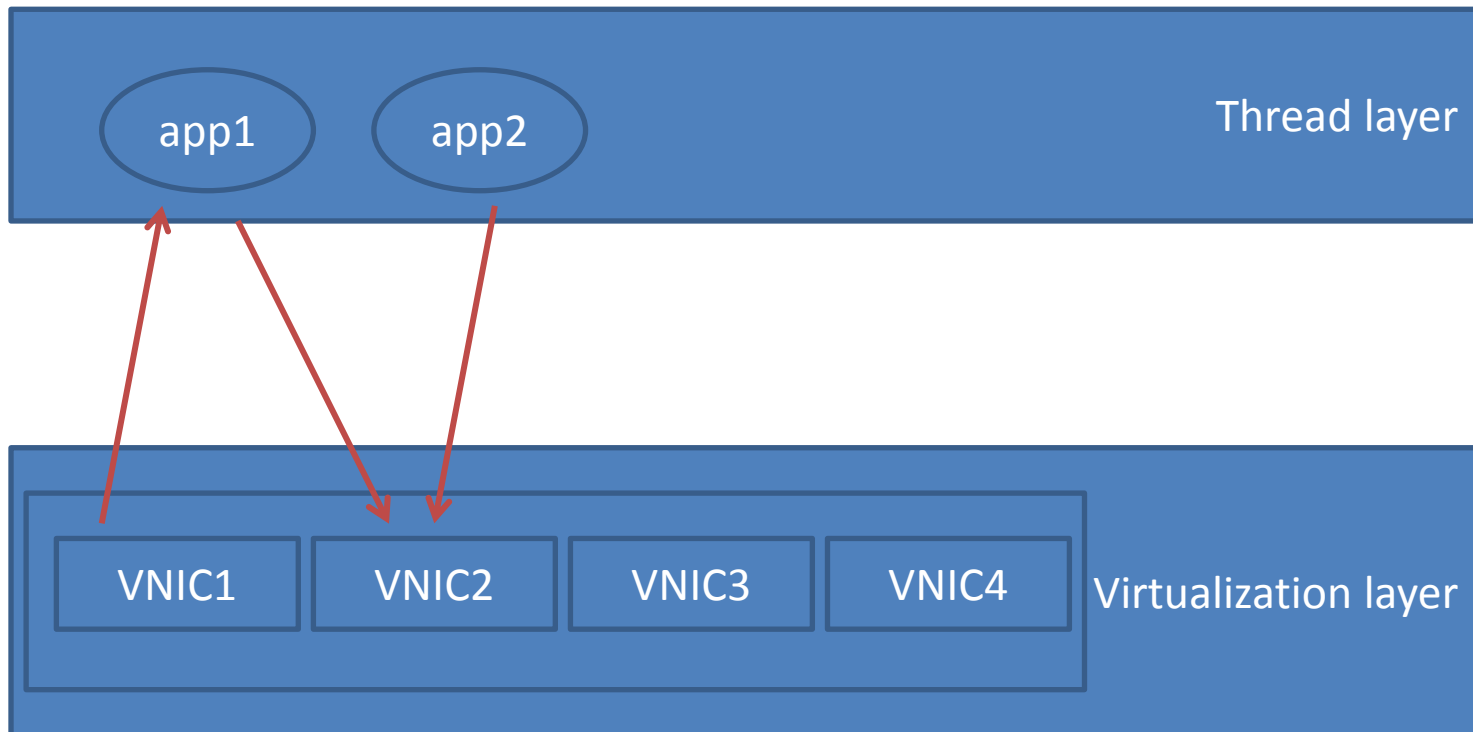 app1
app2
Thread layer
VNIC1
VNIC2
VNIC3
VNIC4
Virtualization layer